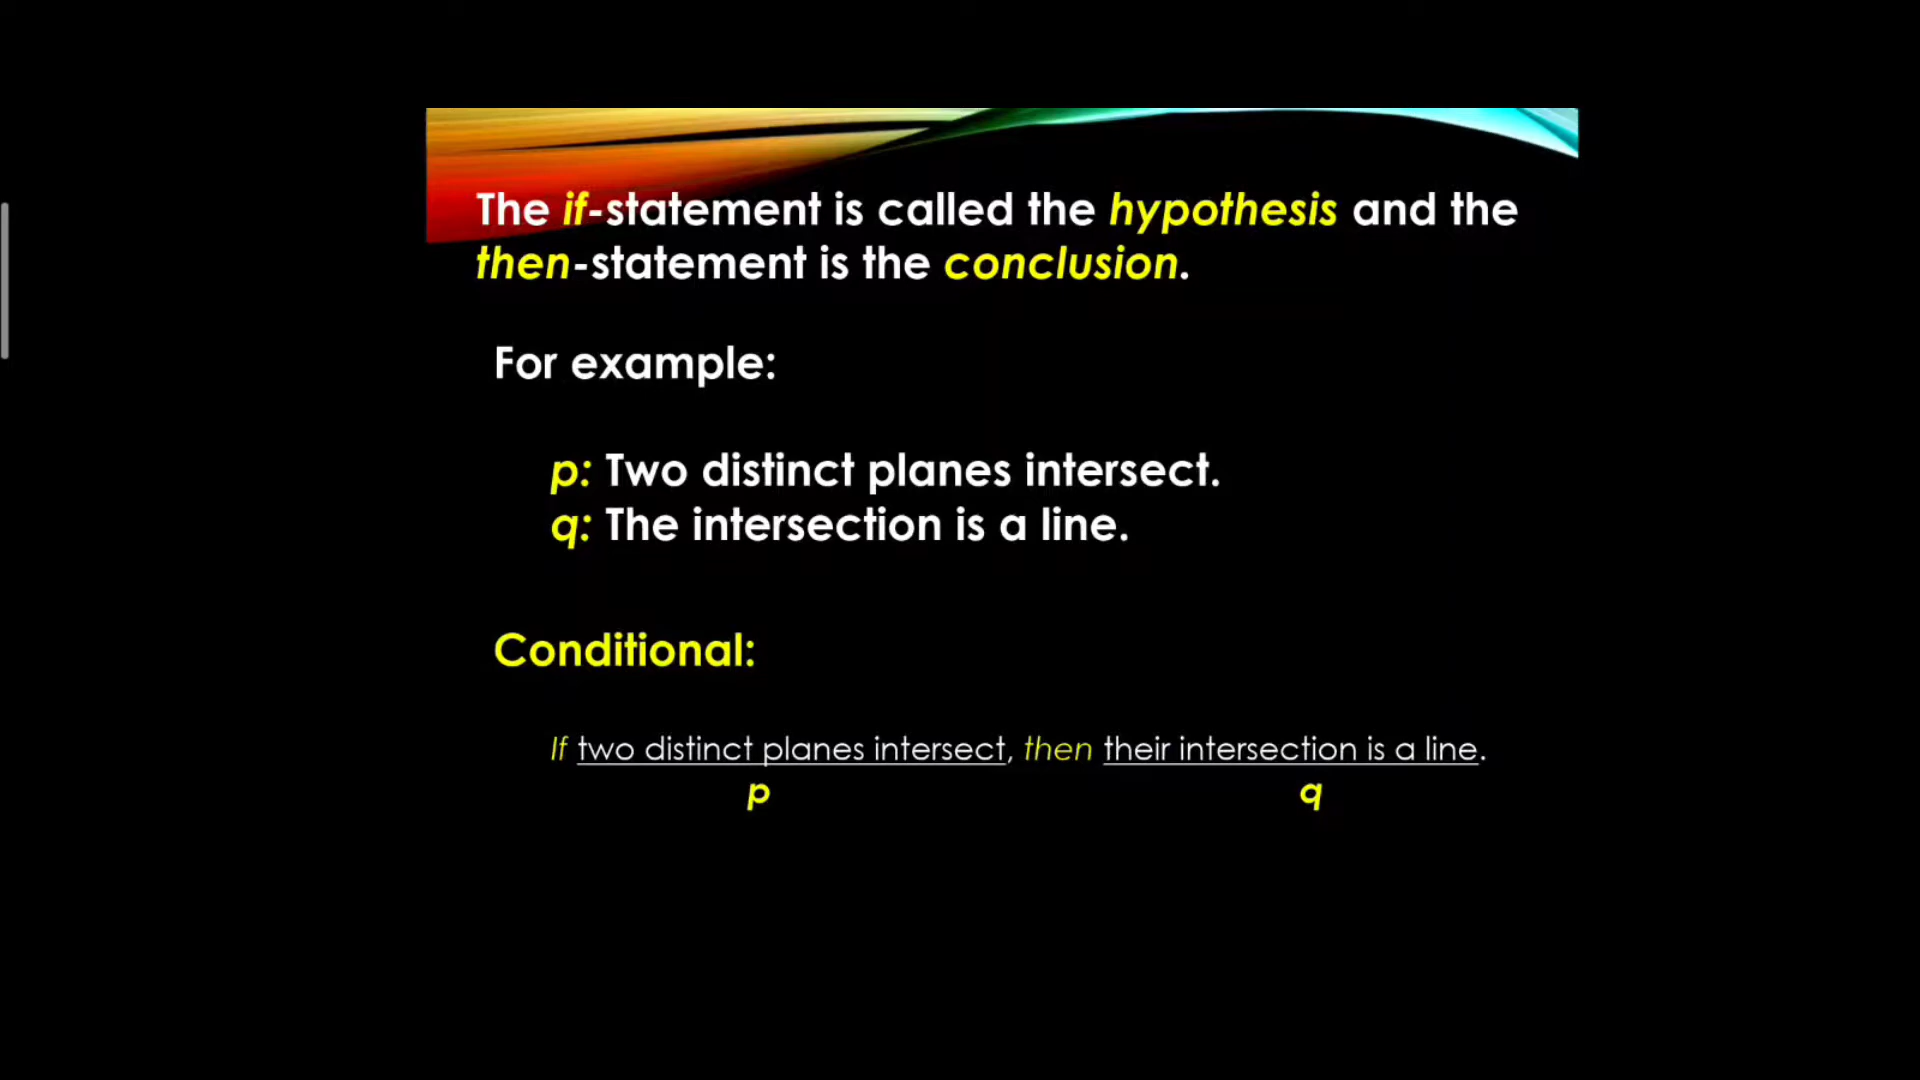 The if-statement is called the hypothesis and the
then-statement is the conclusion.
For example:
p: Two distinct planes intersect.
q: The intersection is a line.
Conditional:
If two distinct planes intersect, then their intersection is a line.
p q